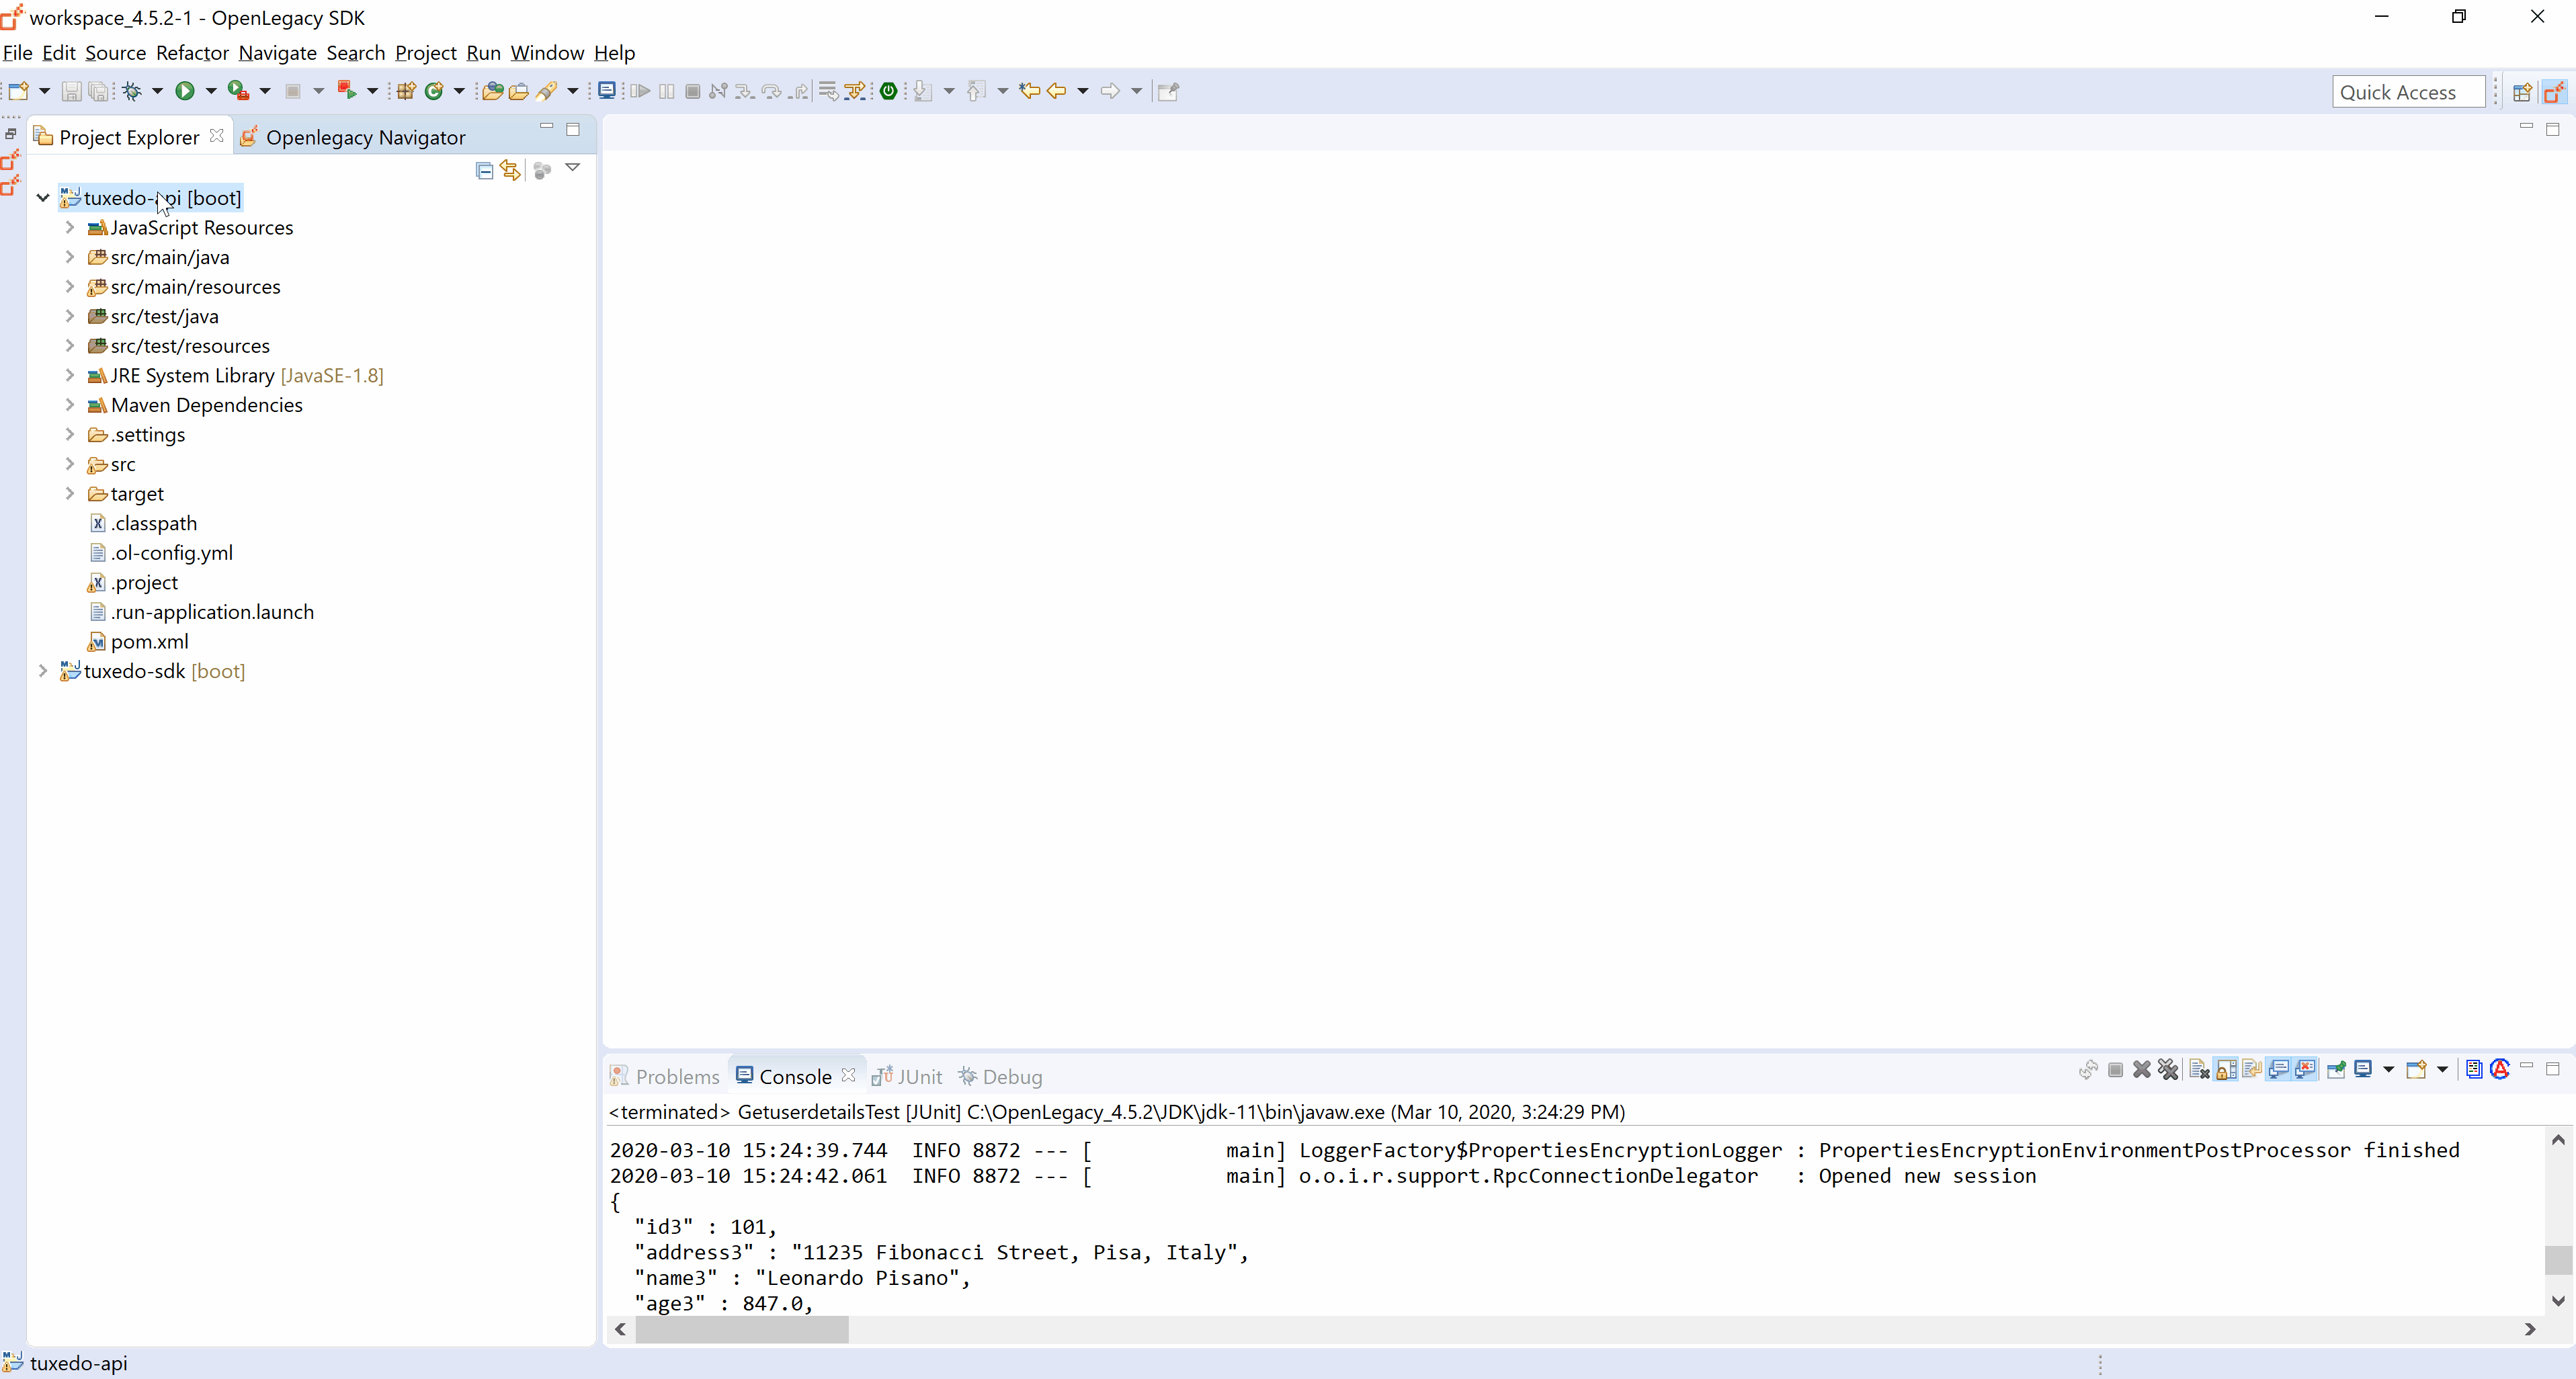 workspace_4.5.2-1 - OpenLegacy SDK
File Edit Source Refactor Navigate Search Project Run Window Help
Quick Access
Project Explorer
Openlegacy Navigator
tuxedo-api [boot]
JavaScript Resources
src/main/java
src/main/resources
src/test/java
src/test/resources
JRE System Library [JavaSE-1.8]
Maven Dependencies
.settings
src
target
.classpath
.ol-config.yml
.project
.run-application.launch
pom.xml
tuxedo-sdk [boot]
Problems Console JUnit Debug
<terminated> GetuserdetailsTest [JUnit] C:\OpenLegacy_4.5.2\JDK\jdk-11\bin\javaw.exe (Mar 10, 2020, 3:24:29 PM)
2020-03-10 15:24:39.744  INFO 8872 --- [           main] LoggerFactory$PropertiesEncryptionLogger : PropertiesEncryptionEnvironmentPostProcessor finished
2020-03-10 15:24:42.061  INFO 8872 --- [           main] o.o.i.r.support.RpcConnectionDelegator   : Opened new session
{
  "id3" : 101,
  "address3" : "11235 Fibonacci Street, Pisa, Italy",
  "name3" : "Leonardo Pisano",
  "age3" : 847.0,
tuxedo-api